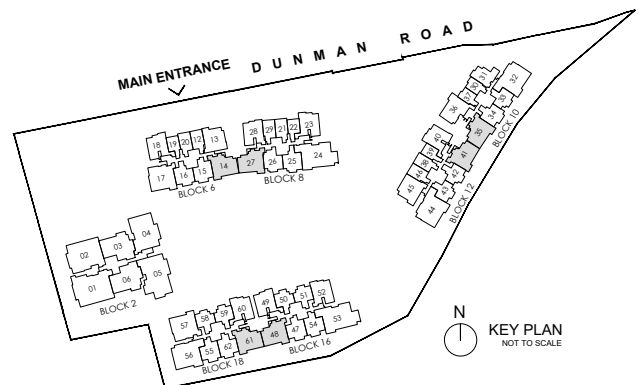 DUNMAN ROAD
MAIN ENTRANCE
18 19 20 12 13
17 16 15 14
BLOCK 6
28 29 21 22 23
27 26 25 24
BLOCK 8
31 32
30
37
36 33
34
35
BLOCK 10
40
39 41
38
46 42
45 43
44
BLOCK 12
04
03
02
05
06
01
BLOCK 2
57 58 59 60
56 55 62 61
BLOCK 18
49 50 51 52
48 47 54 53
BLOCK 16
N
KEY PLAN
NOT TO SCALE